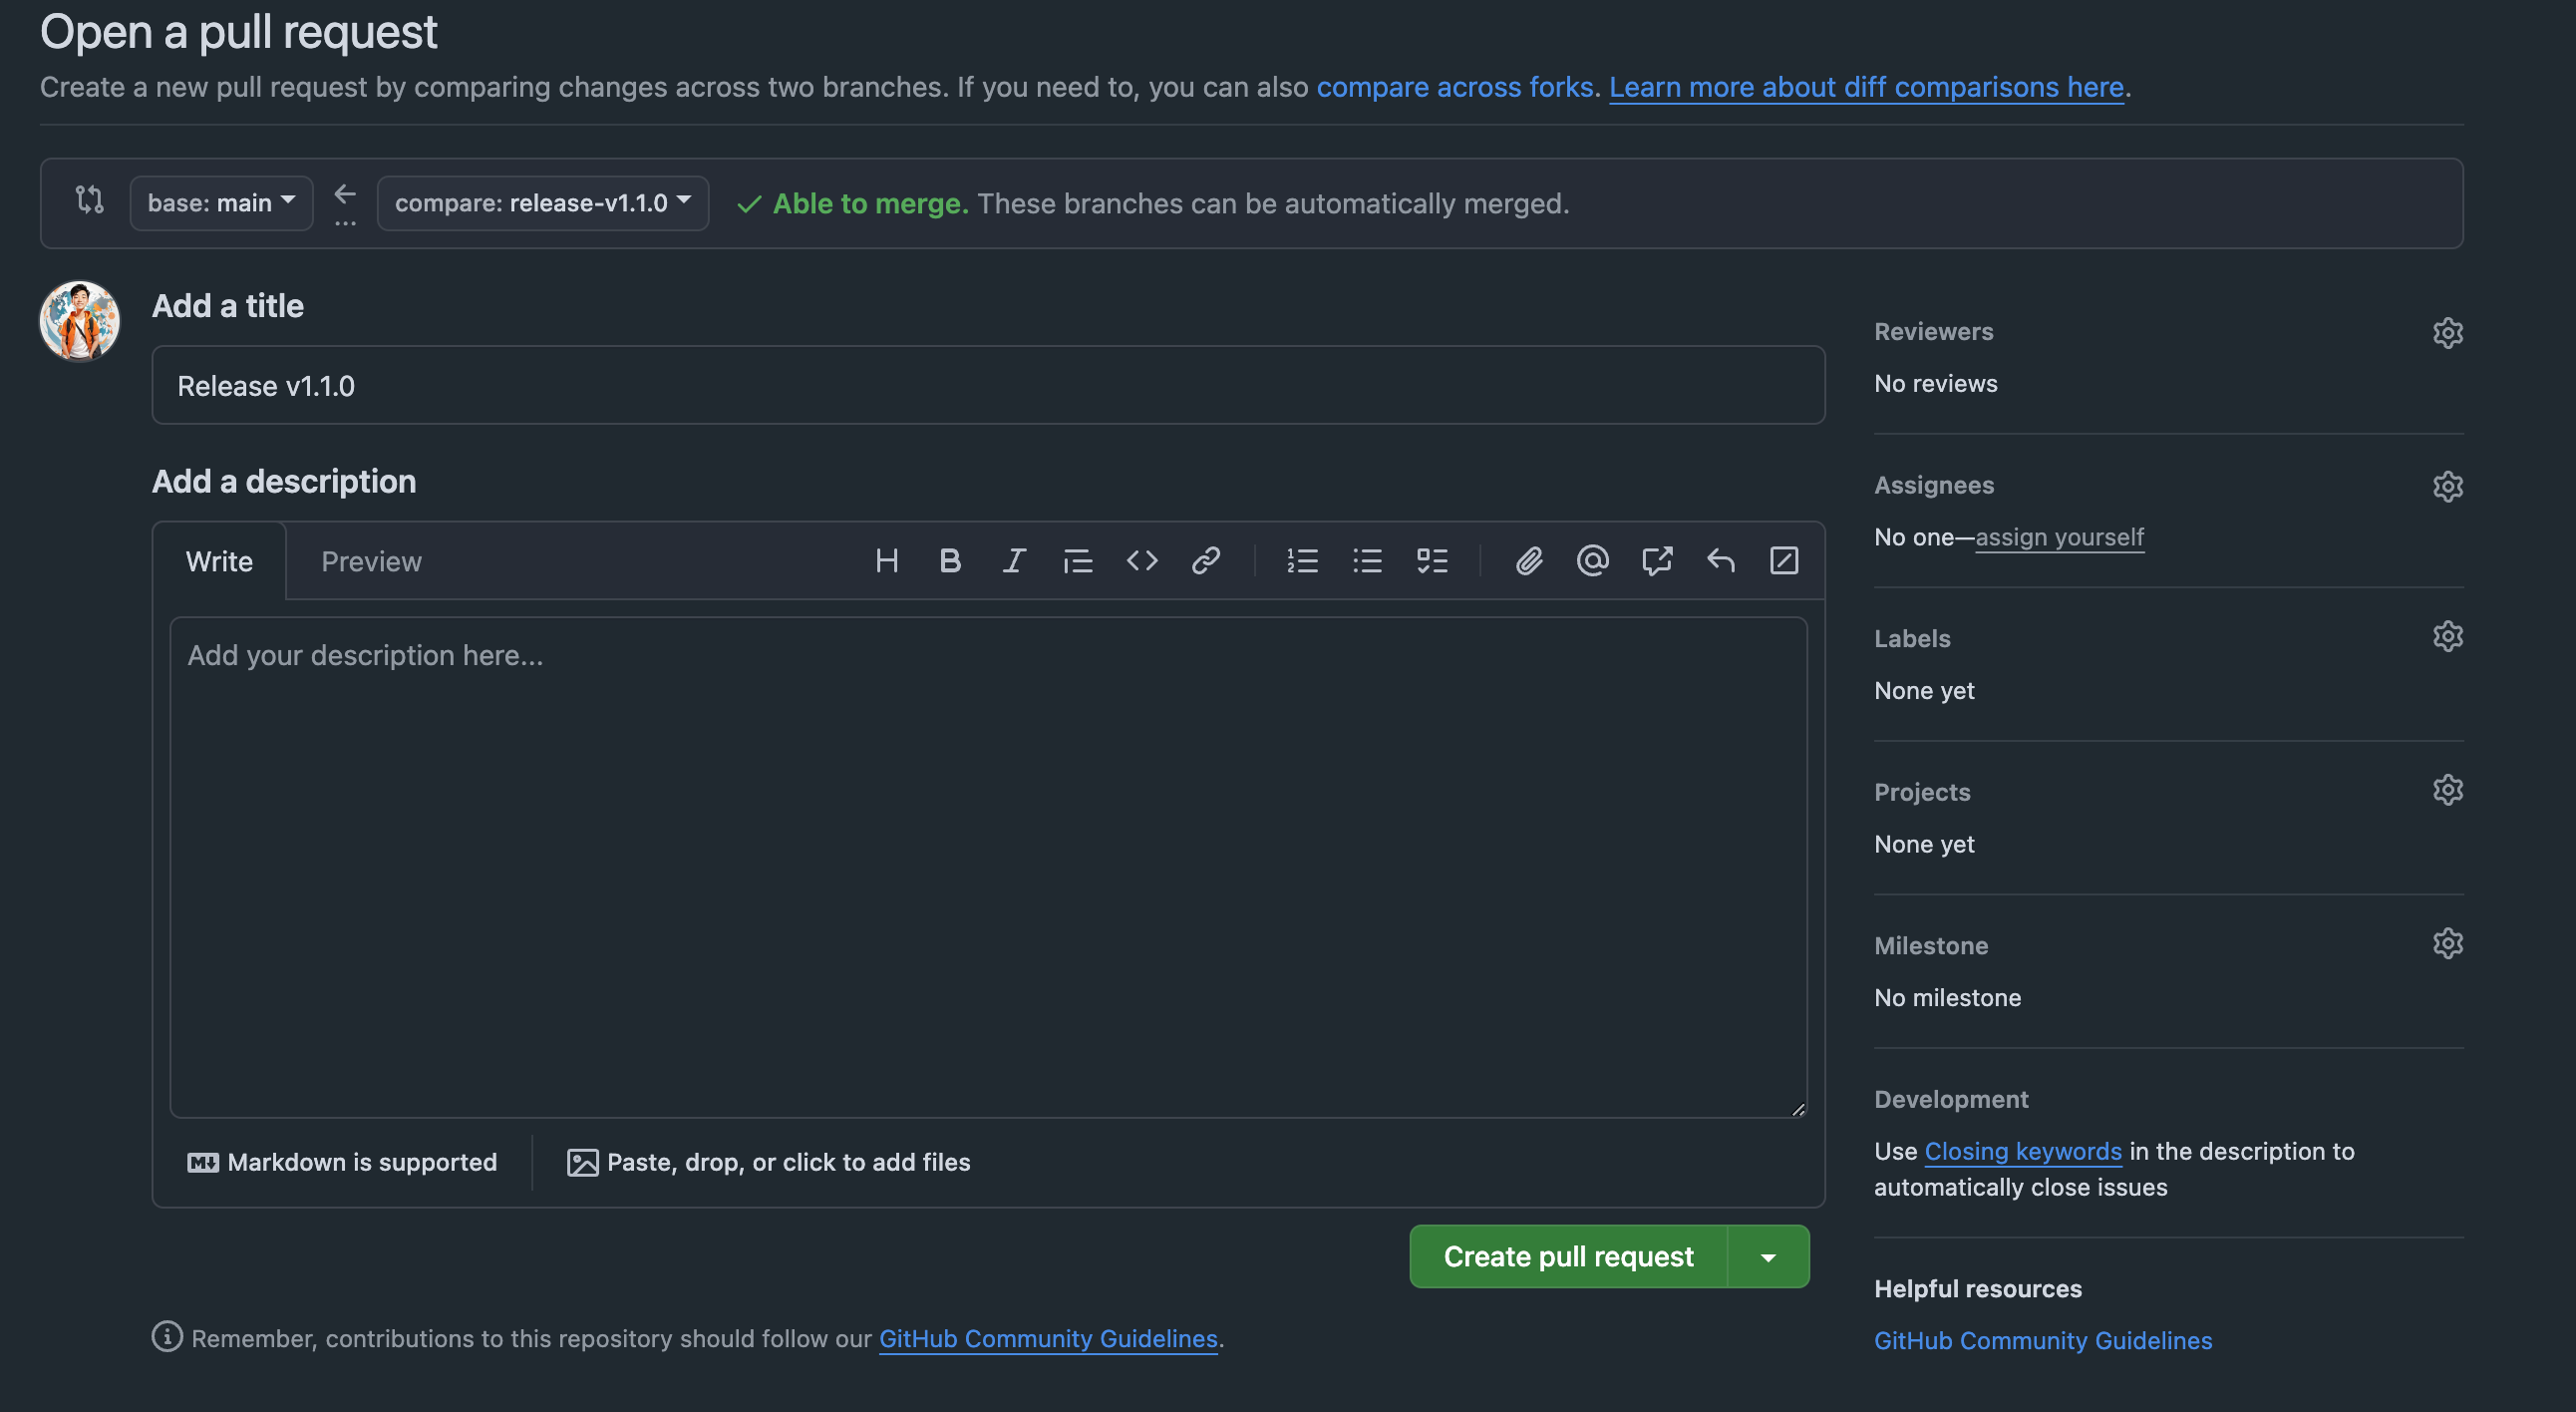 Open a pull request
Create a new pull request by comparing changes across two branches. If you need to, you can also compare across forks. Learn more about diff comparisons here.
base: main
compare: release-v1.1.0
Able to merge. These branches can be automatically merged.
Add a title
Release v1.1.0
Add a description
Write
Preview
Add your description here...
Markdown is supported
Paste, drop, or click to add files
Create pull request
Remember, contributions to this repository should follow our GitHub Community Guidelines.
Reviewers
No reviews
Assignees
No one—assign yourself
Labels
None yet
Projects
None yet
Milestone
No milestone
Development
Use Closing keywords in the description to
automatically close issues
Helpful resources
GitHub Community Guidelines